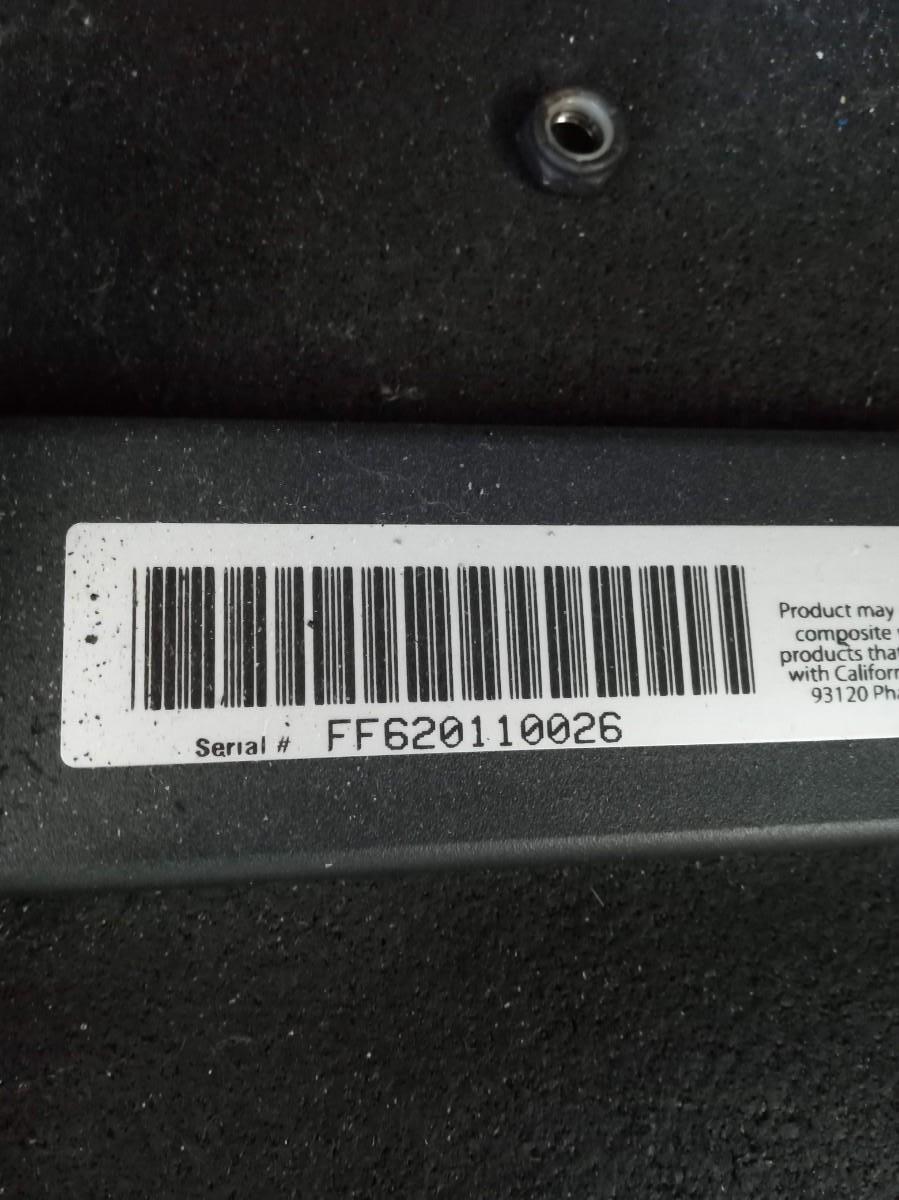 Serial # FF620110026
Product may
composite
products that
with Californ
93120 Pha